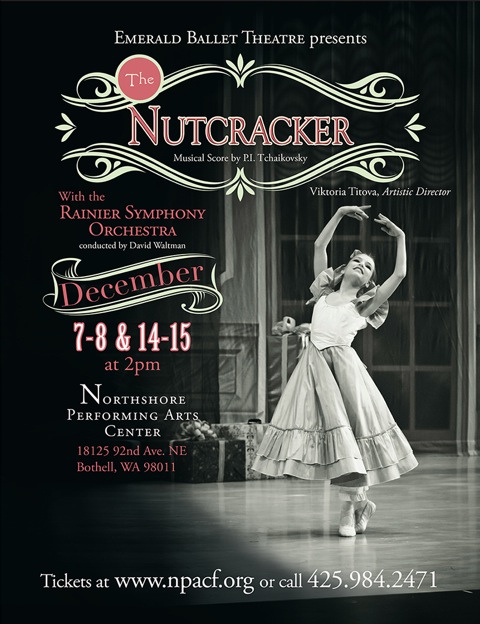 Emerald Ballet Theatre presents
The
Nutcracker
Musical Score by P.I. Tchaikovsky
Viktoria Titova, Artistic Director
With the
Rainier Symphony
Orchestra
conducted by David Waltman
December
7-8 & 14-15
at 2pm
Northshore
Performing Arts
Center
18125 92nd Ave. NE
Bothell, WA 98011
Tickets at www.npacf.org or call 425.984.2471